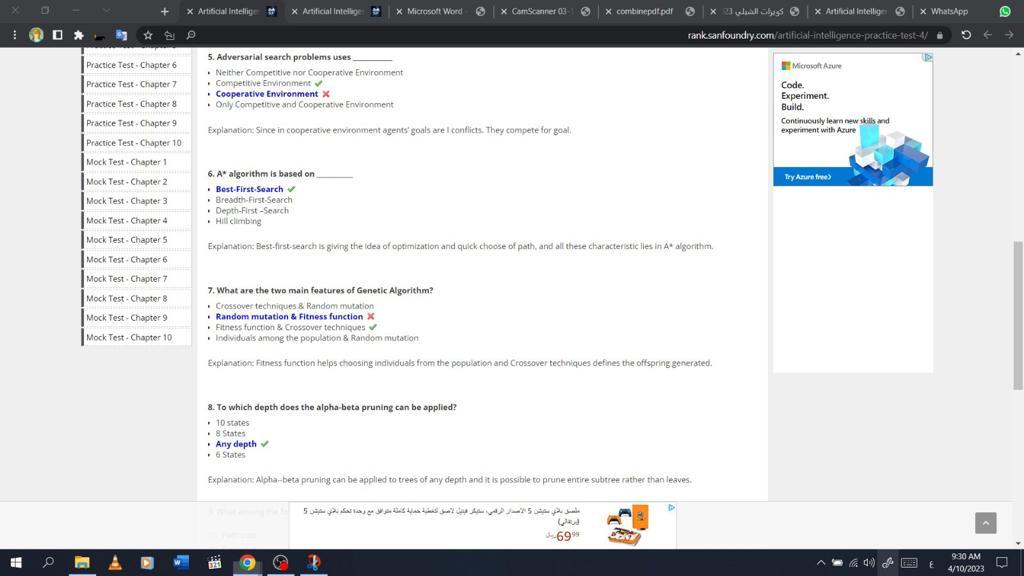 Artificial Intellige
Artificial Intellige
Microsoft Word
CamScanner 03-
combinepdf.pdf
كويزات الشبلي 23
Artificial Intellige
WhatsApp
rank.sanfoundry.com/artificial-intelligence-practice-test-4/
Practice Test - Chapter 6
Practice Test - Chapter 7
Practice Test - Chapter 8
Practice Test - Chapter 9
Practice Test - Chapter 10
Mock Test - Chapter 1
Mock Test - Chapter 2
Mock Test - Chapter 3
Mock Test - Chapter 4
Mock Test - Chapter 5
Mock Test - Chapter 6
Mock Test - Chapter 7
Mock Test - Chapter 8
Mock Test - Chapter 9
Mock Test - Chapter 10
5. Adversarial search problems uses _________
Neither Competitive nor Cooperative Environment
Competitive Environment
Cooperative Environment
Only Competitive and Cooperative Environment
Explanation: Since in cooperative environment agents' goals are I conflicts. They compete for goal.
6. A* algorithm is based on ________
Best-First-Search
Breadth-First-Search
Depth-First –Search
Hill climbing
Explanation: Best-first-search is giving the idea of optimization and quick choose of path, and all these characteristic lies in A* algorithm.
7. What are the two main features of Genetic Algorithm?
Crossover techniques & Random mutation
Random mutation & Fitness function
Fitness function & Crossover techniques
Individuals among the population & Random mutation
Explanation: Fitness function helps choosing individuals from the population and Crossover techniques defines the offspring generated.
8. To which depth does the alpha-beta pruning can be applied?
10 states
8 States
Any depth
6 States
Explanation: Alpha–beta pruning can be applied to trees of any depth and it is possible to prune entire subtree rather than leaves.
9. What among the
Microsoft Azure
Code.
Experiment.
Build.
Continuously learn new skills and
experiment with Azure
Try Azure free>
ملصق بلاي ستيشن 5 الاصدار الرقمي، ستيكر فينيل لاصق لتغطية حماية كاملة متوافق مع وحدة تحكم بلاي ستيشن 5
(برتقالي)
69⁹⁹ ريال
9:30 AM
4/10/2023
ع